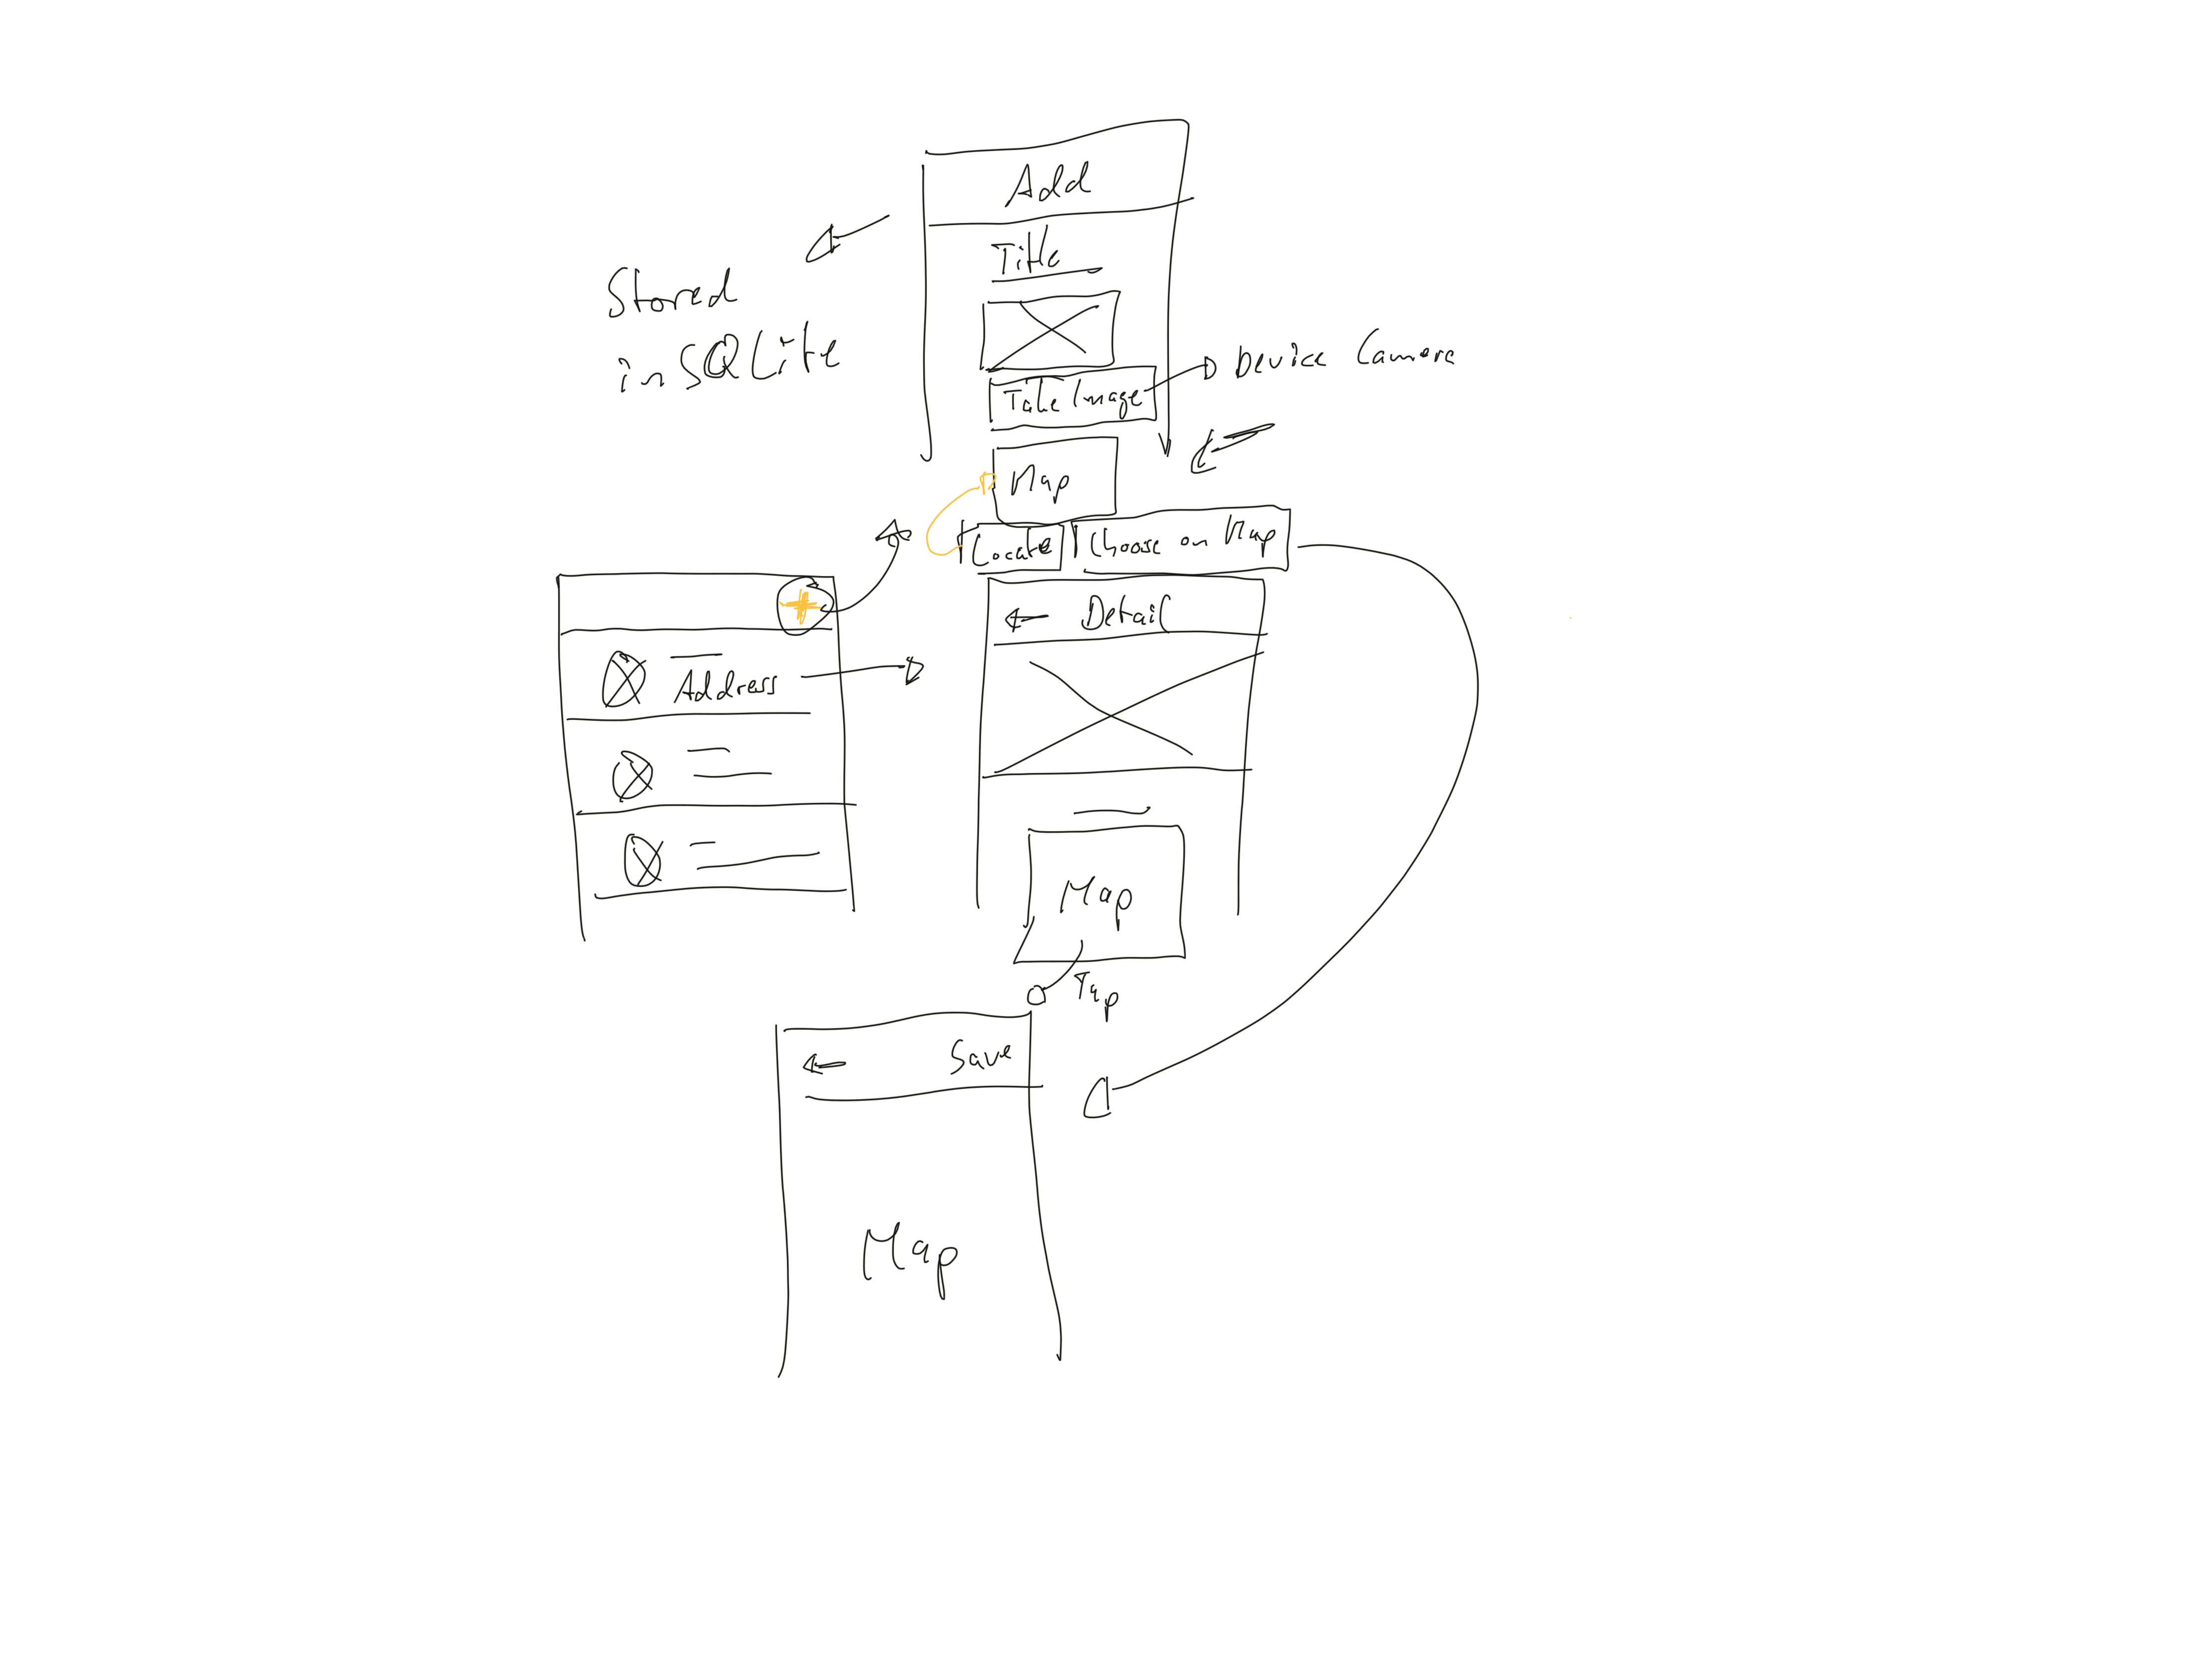 Add
Title
Stored
in SQLite
Take Image
Device Camera
Map
Locate
Choose on Map
+
Detail
Address
Map
Tap
Save
Map